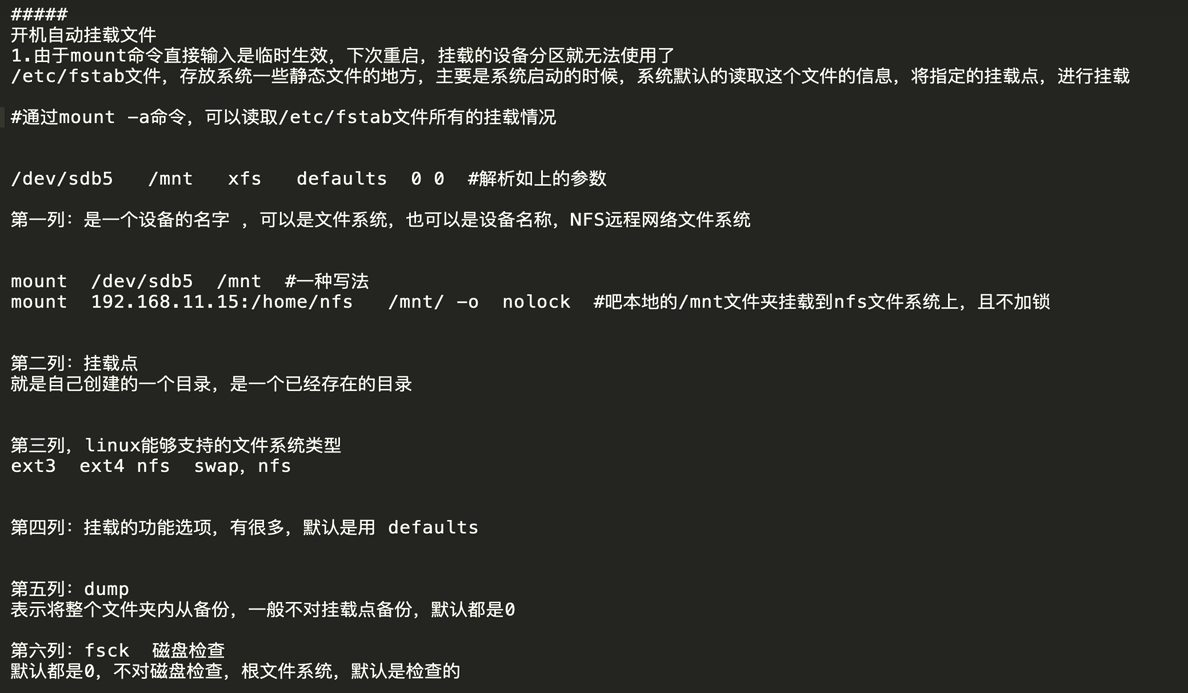 #####
开机自动挂载文件
1.由于mount命令直接输入是临时生效，下次重启，挂载的设备分区就无法使用了
/etc/fstab文件，存放系统一些静态文件的地方，主要是系统启动的时候，系统默认的读取这个文件的信息，将指定的挂载点，进行挂载
#通过mount -a命令，可以读取/etc/fstab文件所有的挂载情况
/dev/sdb5   /mnt   xfs   defaults  0 0  #解析如上的参数
第一列：是一个设备的名字 ，可以是文件系统，也可以是设备名称，NFS远程网络文件系统
mount  /dev/sdb5  /mnt  #一种写法
mount  192.168.11.15:/home/nfs   /mnt/ -o  nolock  #吧本地的/mnt文件夹挂载到nfs文件系统上，且不加锁
第二列：挂载点
就是自己创建的一个目录，是一个已经存在的目录
第三列，linux能够支持的文件系统类型
ext3  ext4 nfs  swap，nfs
第四列：挂载的功能选项，有很多，默认是用 defaults
第五列：dump
表示将整个文件夹内从备份，一般不对挂载点备份，默认都是0
第六列：fsck  磁盘检查
默认都是0，不对磁盘检查，根文件系统，默认是检查的